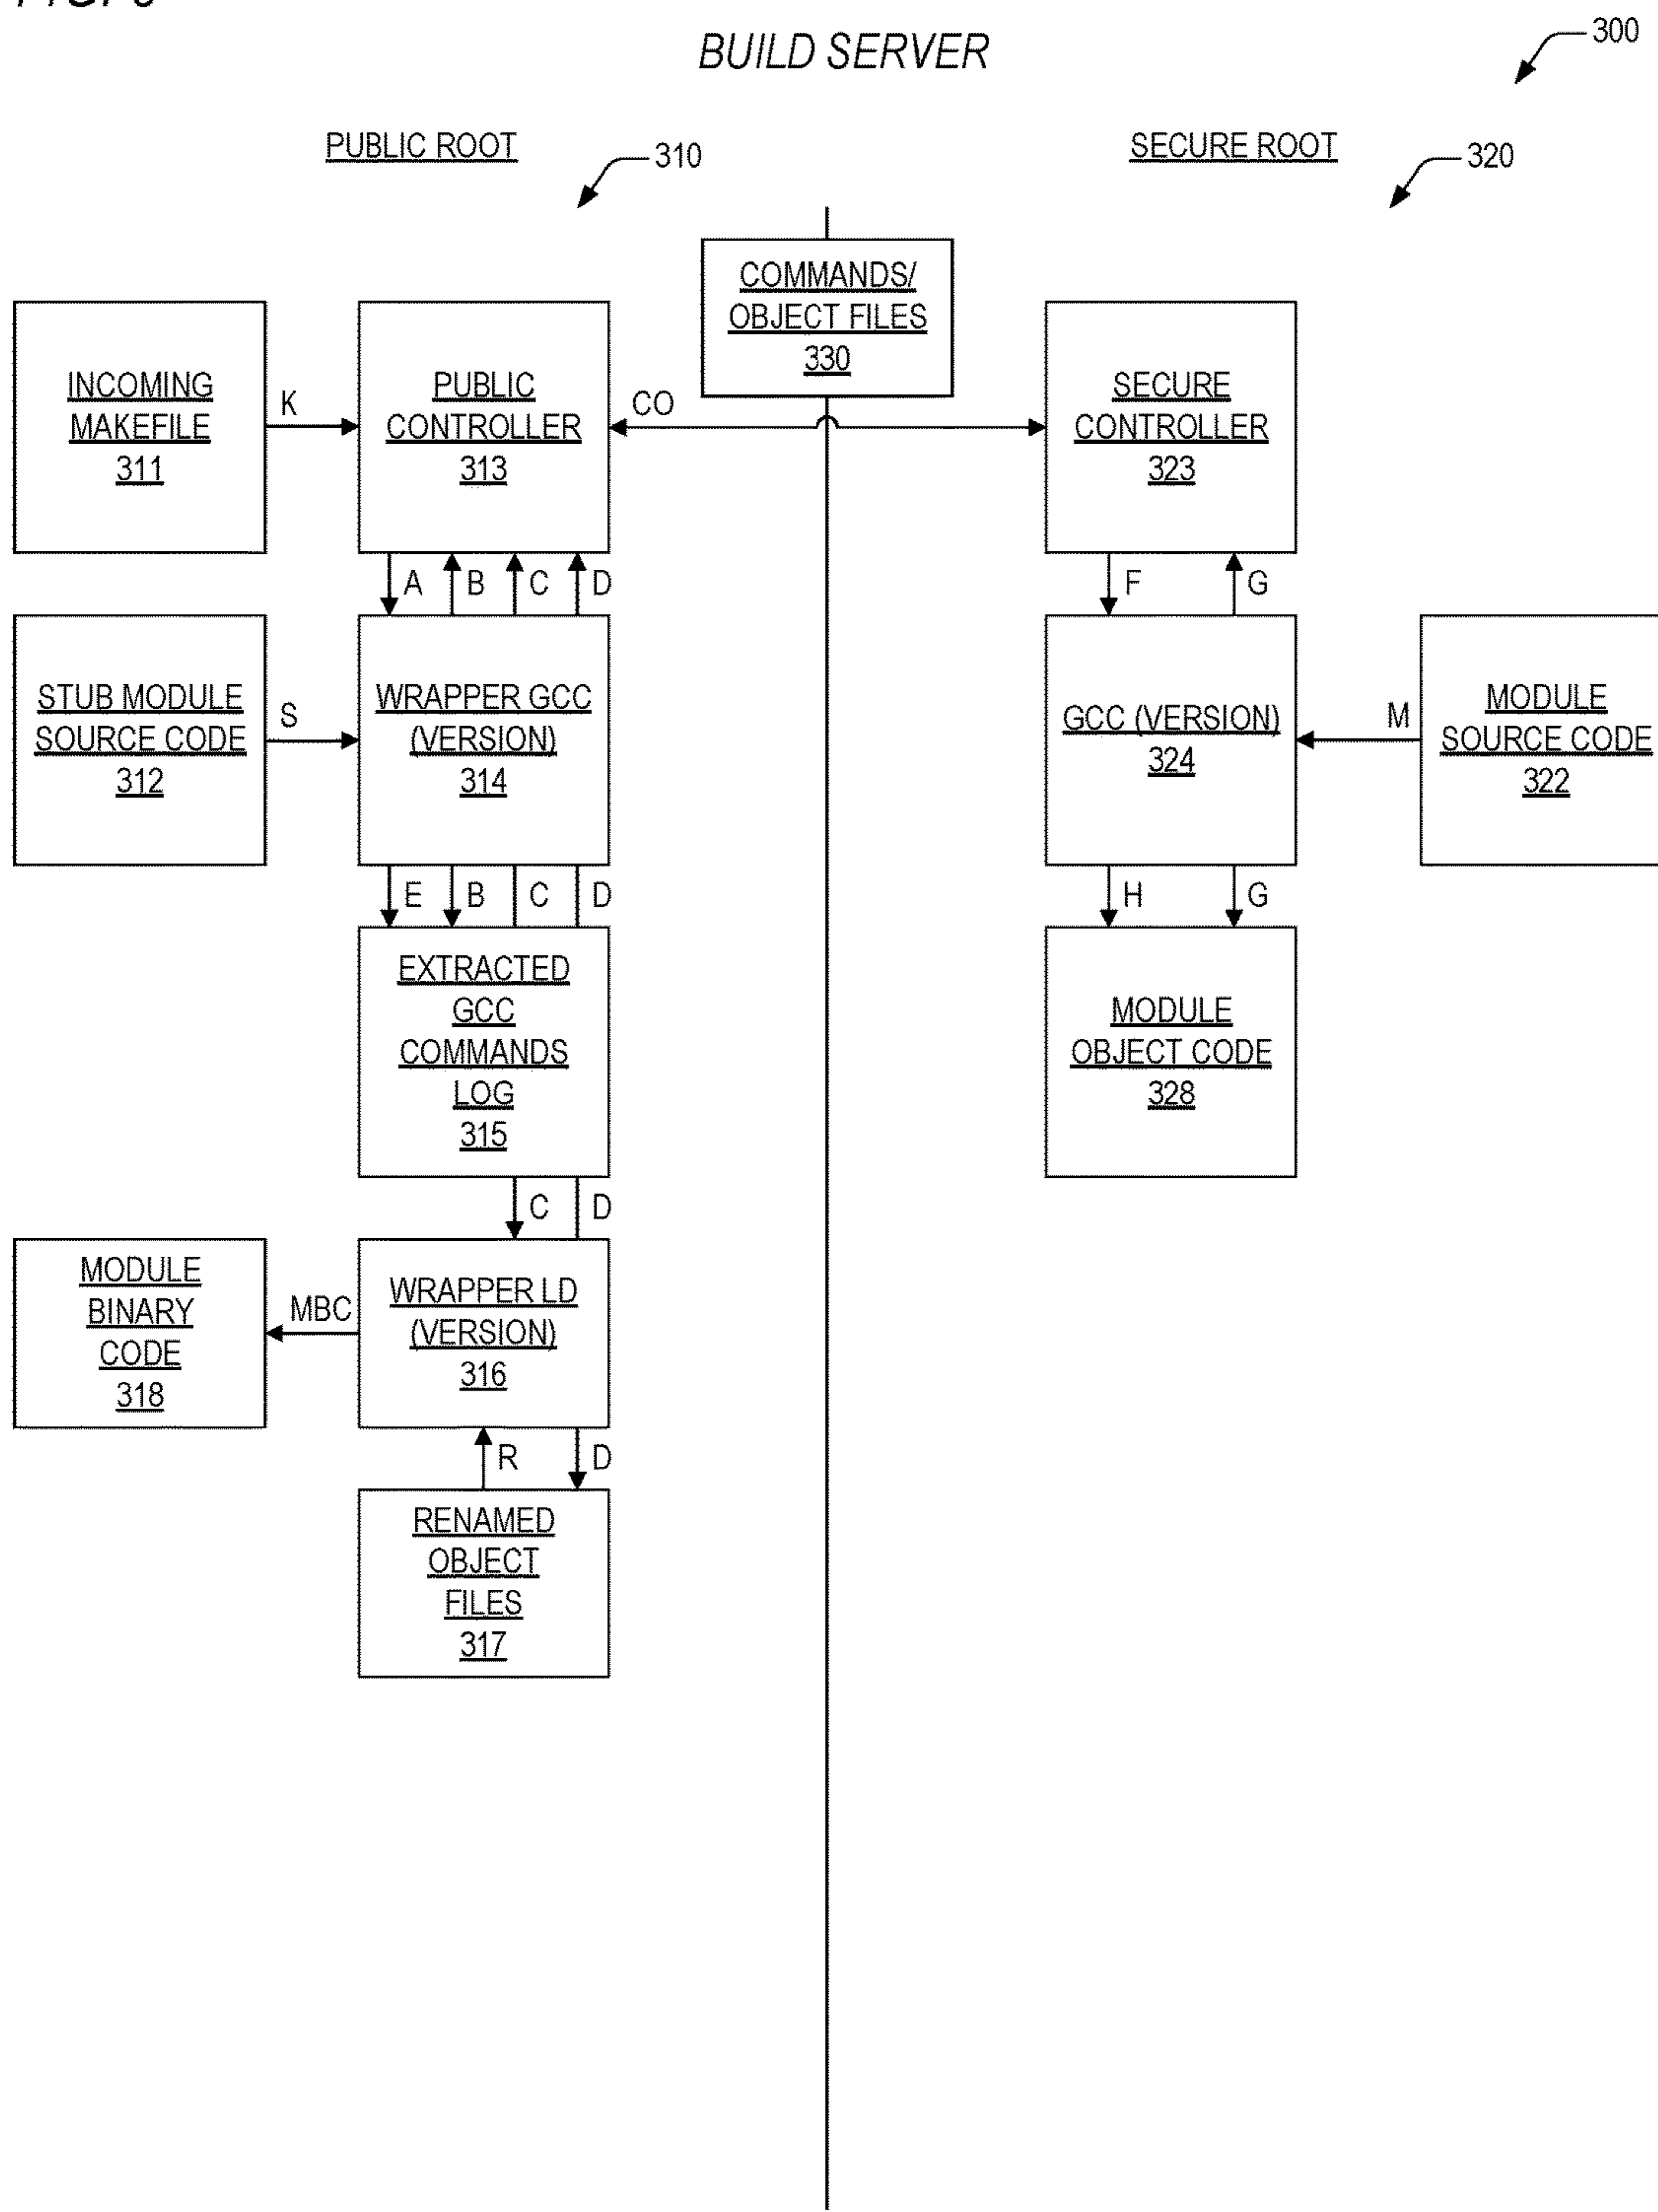 BUILD SERVER
300
PUBLIC ROOT
310
SECURE ROOT
320
COMMANDS/
OBJECT FILES
330
INCOMING
MAKEFILE
311
K
PUBLIC
CONTROLLER
313
CO
SECURE
CONTROLLER
323
A
B
C
D
F
G
STUB MODULE
SOURCE CODE
312
S
WRAPPER GCC
(VERSION)
314
GCC (VERSION)
324
M
MODULE
SOURCE CODE
322
E
B
C
D
H
G
EXTRACTED
GCC
COMMANDS
LOG
315
MODULE
OBJECT CODE
328
C
D
MODULE
BINARY
CODE
318
MBC
WRAPPER LD
(VERSION)
316
R
D
RENAMED
OBJECT
FILES
317